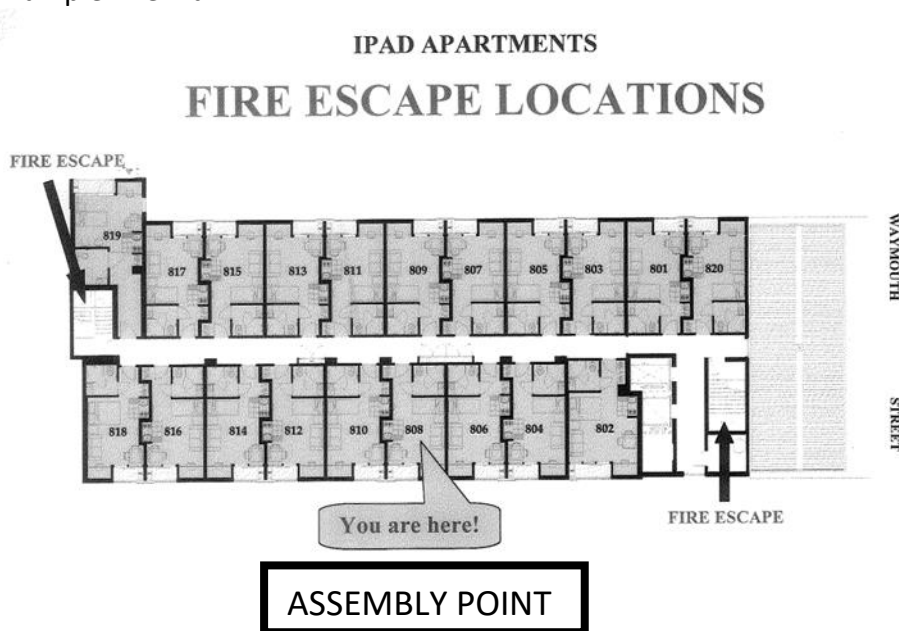 IPAD APARTMENTS
FIRE ESCAPE LOCATIONS
FIRE ESCAPE
819
817 815 813 811 809 807 805 803 801 820
WAYMOUTH
STREET
818 816 814 812 810 808 806 804 802
You are here!
FIRE ESCAPE
ASSEMBLY POINT